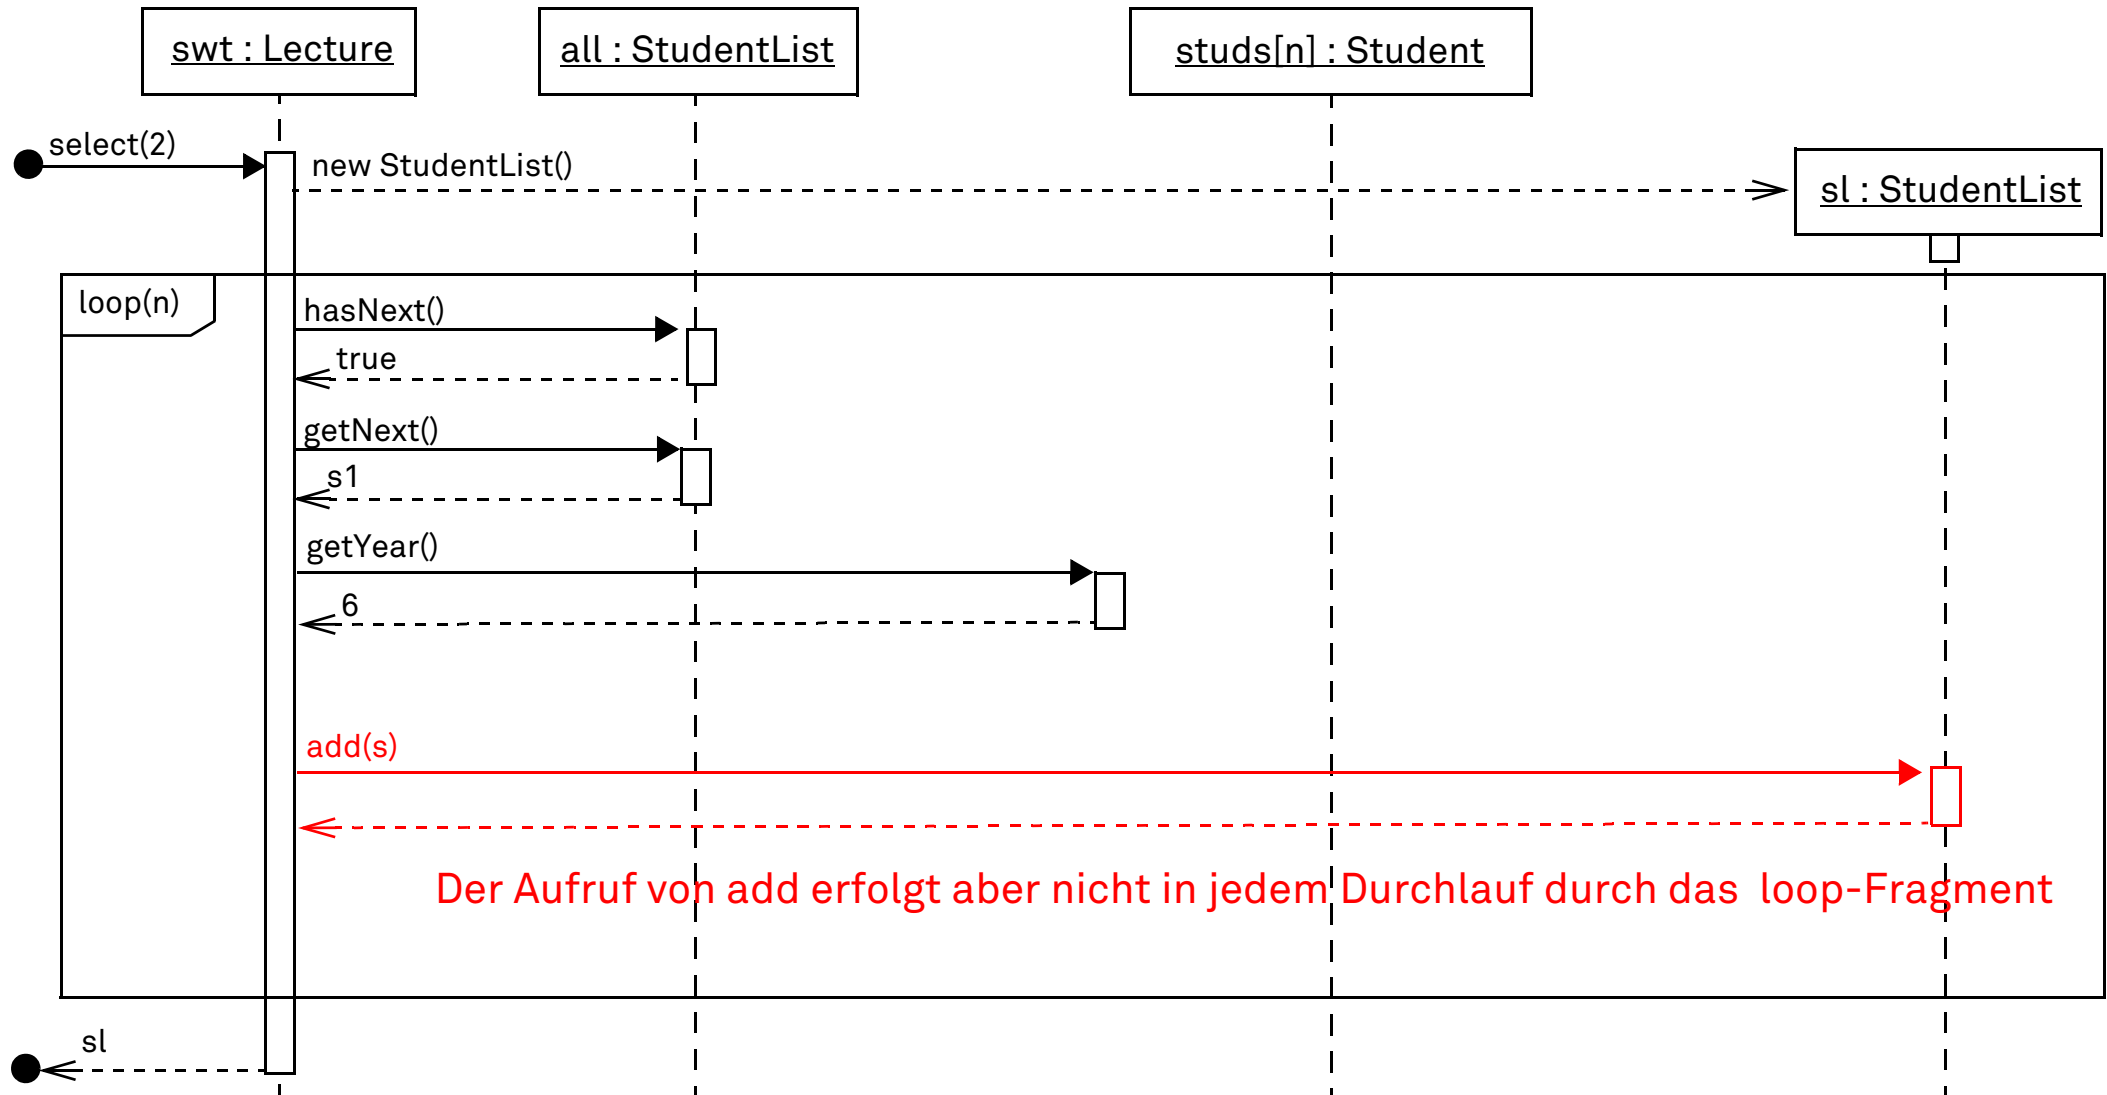 swt : Lecture
all : StudentList
studs[n] : Student
select(2)
new StudentList()
sl : StudentList
loop(n)
hasNext()
true
getNext()
s1
getYear()
6
add(s)
Der Aufruf von add erfolgt aber nicht in jedem Durchlauf durch das loop-Fragment
sl